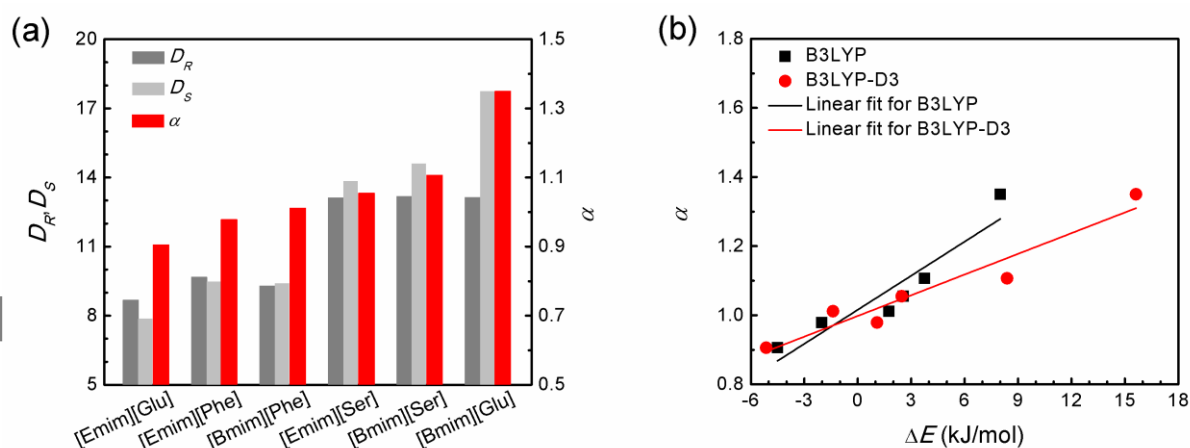 (a)
20
17
14
11
8
5
D_R, D_S
D_R
D_S
α
1.5
1.3
1.1
0.9
0.7
0.5
α
[Emim][Glu]
[Emim][Phe]
[Bmim][Phe]
[Emim][Ser]
[Bmim][Ser]
[Bmim][Glu]
(b)
1.8
1.6
1.4
1.2
1.0
0.8
α
B3LYP
B3LYP-D3
Linear fit for B3LYP
Linear fit for B3LYP-D3
-6 -3 0 3 6 9 12 15 18
ΔE (kJ/mol)